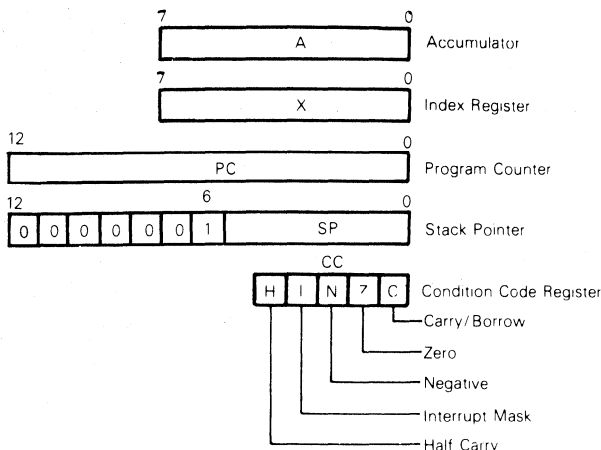 7 0
A Accumulator
7 0
X Index Register
12 0
PC Program Counter
12 6 0
0 0 0 0 0 0 1 SP Stack Pointer
CC
H I N Z C Condition Code Register
Carry/Borrow
Zero
Negative
Interrupt Mask
Half Carry